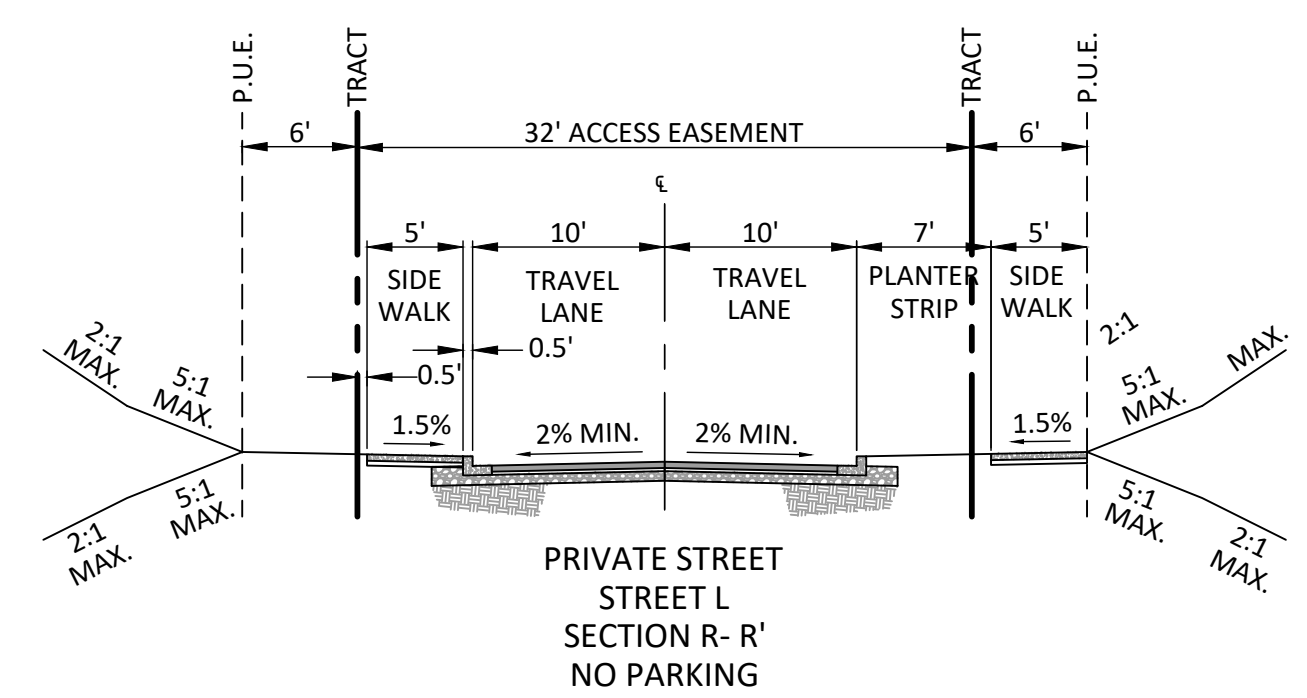 P.U.E.
TRACT
TRACT
P.U.E.
6'
32' ACCESS EASEMENT
6'
℄
5'
10'
10'
7'
5'
SIDE
WALK
TRAVEL
LANE
TRAVEL
LANE
PLANTER
STRIP
SIDE
WALK
0.5'
0.5'
2:1
MAX.
5:1
MAX.
1.5%
2% MIN.
2% MIN.
1.5%
2:1
MAX.
5:1
MAX.
5:1
MAX.
2:1
MAX.
5:1
MAX.
2:1
MAX.
PRIVATE STREET
STREET L
SECTION R- R'
NO PARKING